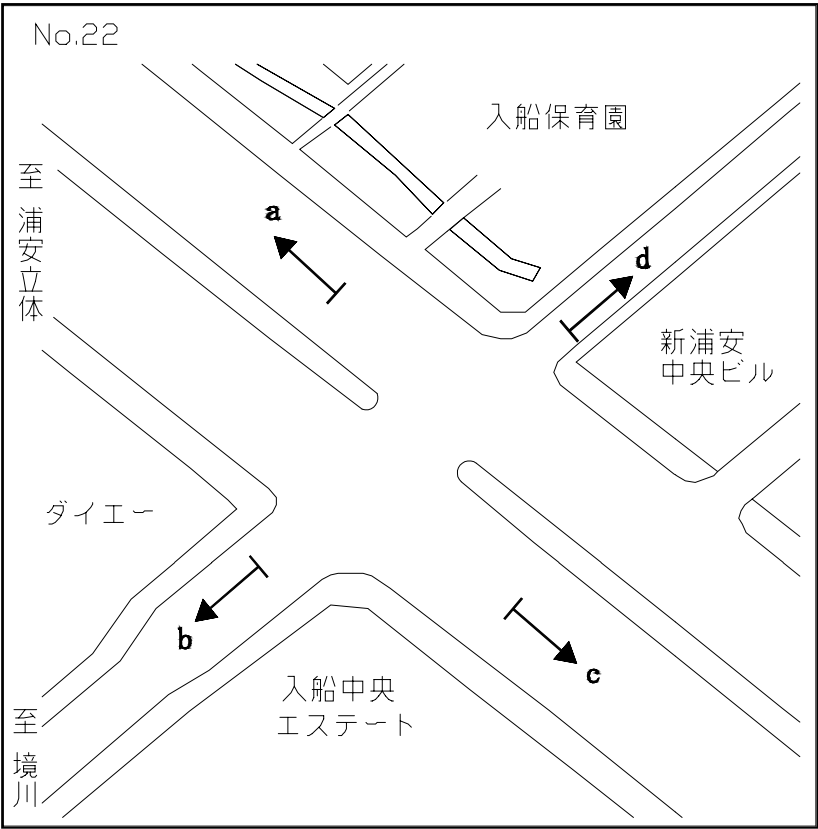 No.22
入船保育園
至 浦安立体
a
d
新浦安
中央ビル
ダイエー
b
c
入船中央
エステート
至 境川